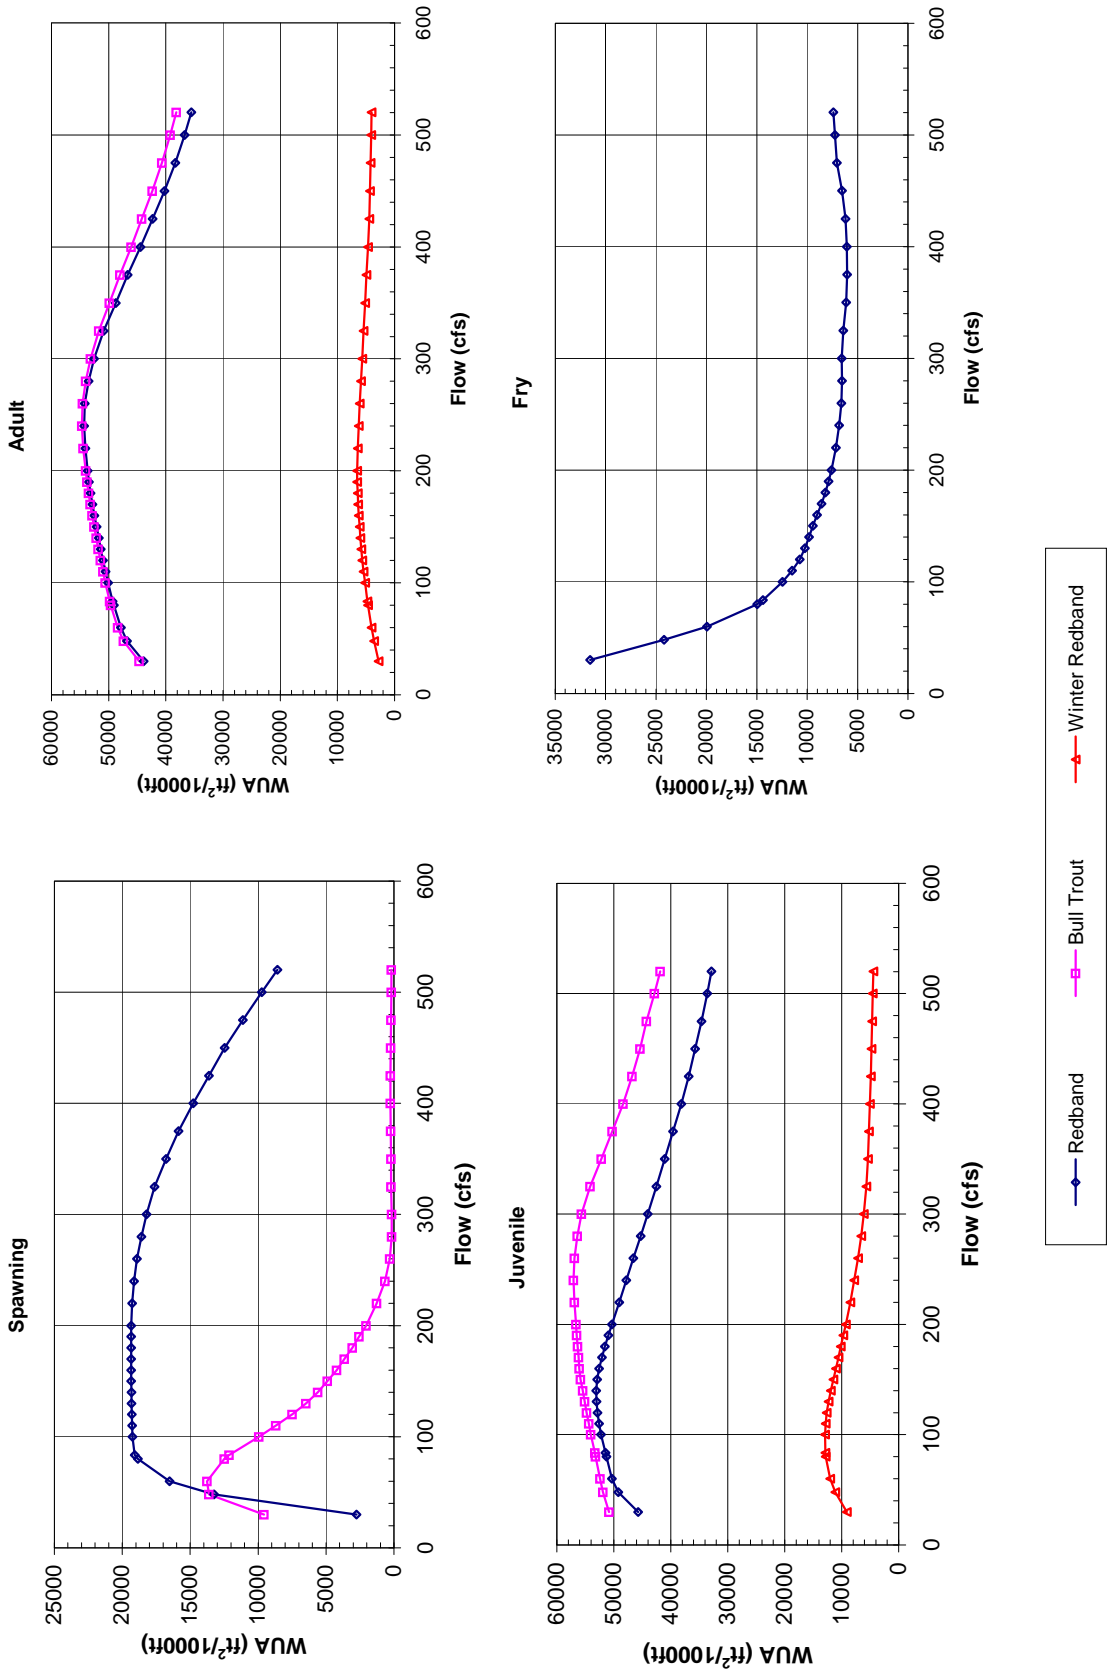 Spawning
25000
20000
15000
10000
5000
0
WUA (ft²/1000ft)
0 100 200 300 400 500 600
Flow (cfs)
Adult
60000
50000
40000
30000
20000
10000
0
WUA (ft²/1000ft)
0 100 200 300 400 500 600
Flow (cfs)
Juvenile
60000
50000
40000
30000
20000
10000
0
WUA (ft²/1000ft)
0 100 200 300 400 500 600
Flow (cfs)
Fry
35000
30000
25000
20000
15000
10000
5000
0
WUA (ft²/1000ft)
0 100 200 300 400 500 600
Flow (cfs)
Redband Bull Trout Winter Redband